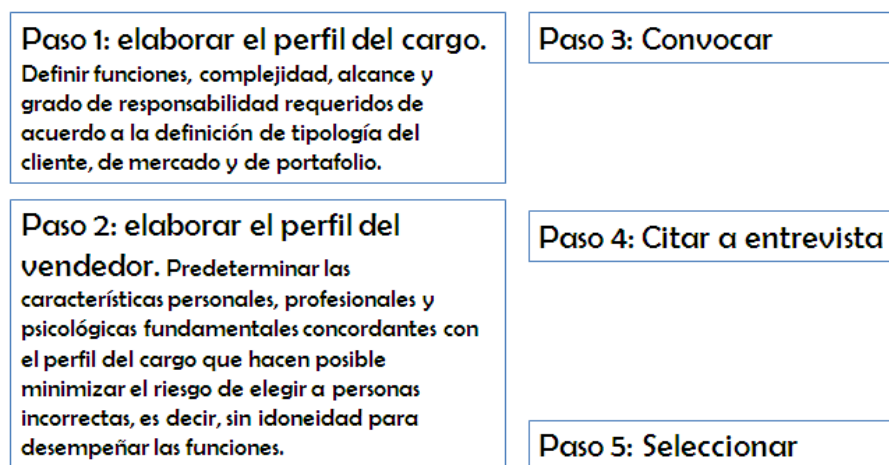 Paso 1: elaborar el perfil del cargo.
Definir funciones, complejidad, alcance y
grado de responsabilidad requeridos de
acuerdo a la definición de tipología del
cliente, de mercado y de portafolio.
Paso 2: elaborar el perfil del
vendedor. Predeterminar las
características personales, profesionales y
psicológicas fundamentales concordantes con
el perfil del cargo que hacen posible
minimizar el riesgo de elegir a personas
incorrectas, es decir, sin idoneidad para
desempeñar las funciones.
Paso 3: Convocar
Paso 4: Citar a entrevista
Paso 5: Seleccionar